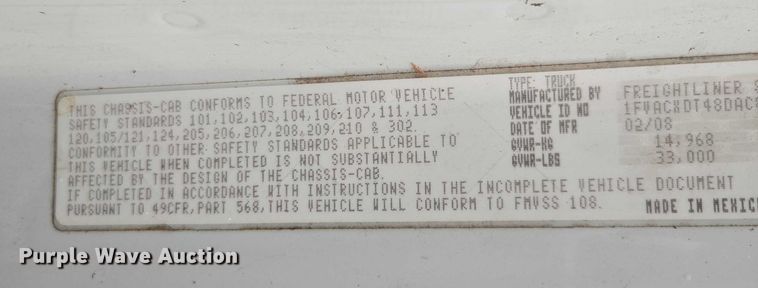 THIS CHASSIS-CAB CONFORMS TO FEDERAL MOTOR VEHICLE
SAFETY STANDARDS 101,102,103,104,106,107,111,113
120,105/121,124,205,206,207,208,209,210 & 302.
CONFORMITY TO OTHER SAFETY STANDARDS APPLICABLE TO
THIS VEHICLE WHEN COMPLETED IS NOT SUBSTANTIALLY
AFFECTED BY THE DESIGN OF THE CHASSIS-CAB.
IF COMPLETED IN ACCORDANCE WITH INSTRUCTIONS IN THE INCOMPLETE VEHICLE DOCUMENT
PURSUANT TO 49CFR,PART 568,THIS VEHICLE WILL CONFORM TO FMVSS 108.
TYPE: TRUCK
MANUFACTURED BY FREIGHTLINER
VEHICLE ID NO 1FVACXDT48DAC
DATE OF MFR 02/08
GVWR-KG 14,968
GVWR-LBS 33,000
MADE IN MEXIC
Purple Wave Auction